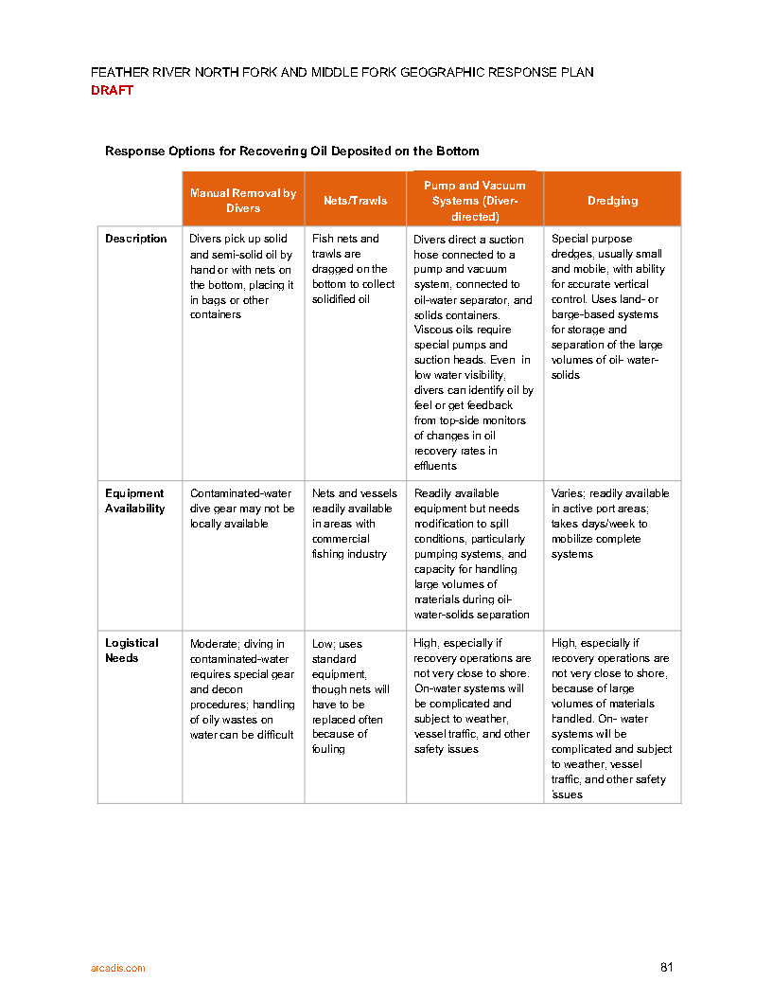 FEATHER RIVER NORTH FORK AND MIDDLE FORK GEOGRAPHIC RESPONSE PLAN
DRAFT
Response Options for Recovering Oil Deposited on the Bottom
Manual Removal by
Divers
Nets/Trawls
Pump and Vacuum
Systems (Diver-
directed)
Dredging
Description
Divers pick up solid
and semi-solid oil by
hand or with nets on
the bottom, placing it
in bags or other
containers
Fish nets and
trawls are
dragged on the
bottom to collect
solidified oil
Divers direct a suction
hose connected to a
pump and vacuum
system, connected to
oil-water separator, and
solids containers.
Viscous oils require
special pumps and
suction heads. Even in
low water visibility,
divers can identify oil by
feel or get feedback
from top-side monitors
of changes in oil
recovery rates in
effluents
Special purpose
dredges, usually small
and mobile, with ability
for accurate vertical
control. Uses land- or
barge-based systems
for storage and
separation of the large
volumes of oil- water-
solids
Equipment
Availability
Contaminated-water
dive gear may not be
locally available
Nets and vessels
readily available
in areas with
commercial
fishing industry
Readily available
equipment but needs
modification to spill
conditions, particularly
pumping systems, and
capacity for handling
large volumes of
materials during oil-
water-solids separation
Varies; readily available
in active port areas;
takes days/week to
mobilize complete
systems
Logistical
Needs
Moderate; diving in
contaminated-water
requires special gear
and decon
procedures; handling
of oily wastes on
water can be difficult
Low; uses
standard
equipment,
though nets will
have to be
replaced often
because of
fouling
High, especially if
recovery operations are
not very close to shore.
On-water systems will
be complicated and
subject to weather,
vessel traffic, and other
safety issues
High, especially if
recovery operations are
not very close to shore,
because of large
volumes of materials
handled. On- water
systems will be
complicated and subject
to weather, vessel
traffic, and other safety
issues
arcadis.com
81